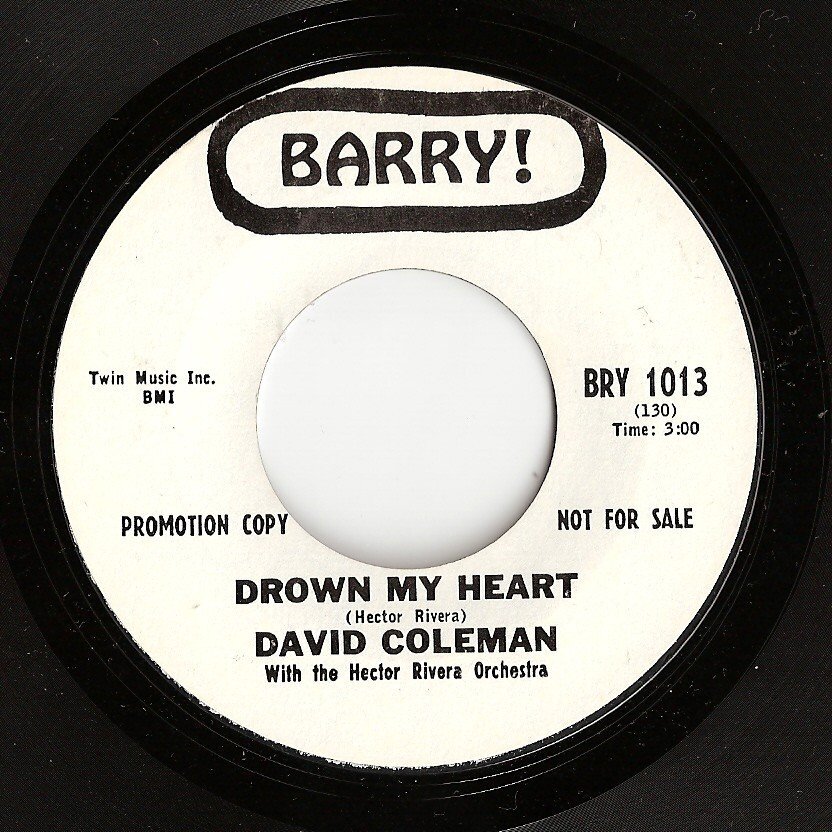 BARRY!
Twin Music Inc.
BMI
BRY 1013
(130)
Time: 3:00
PROMOTION COPY
NOT FOR SALE
DROWN MY HEART
(Hector Rivera)
DAVID COLEMAN
With the Hector Rivera Orchestra